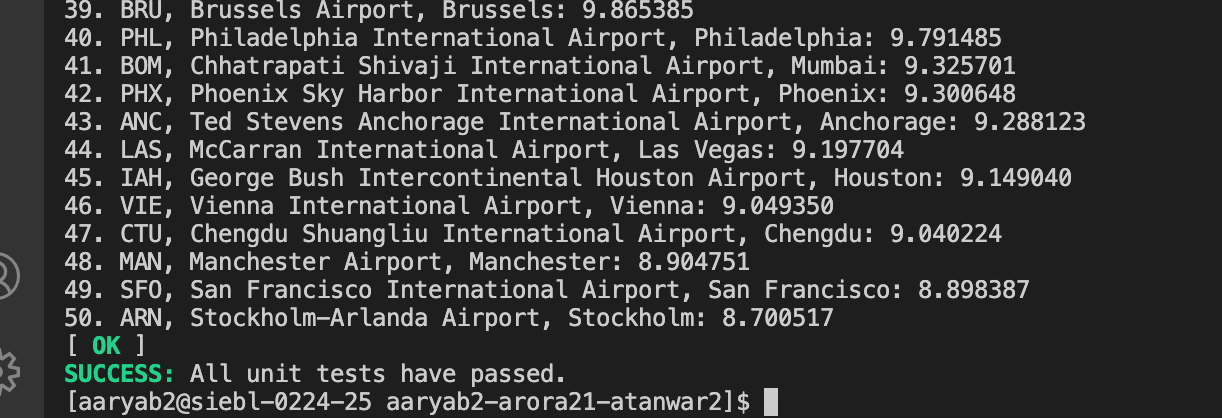 39. BRU, Brussels Airport, Brussels: 9.865385
40. PHL, Philadelphia International Airport, Philadelphia: 9.791485
41. BOM, Chhatrapati Shivaji International Airport, Mumbai: 9.325701
42. PHX, Phoenix Sky Harbor International Airport, Phoenix: 9.300648
43. ANC, Ted Stevens Anchorage International Airport, Anchorage: 9.288123
44. LAS, McCarran International Airport, Las Vegas: 9.197704
45. IAH, George Bush Intercontinental Houston Airport, Houston: 9.149040
46. VIE, Vienna International Airport, Vienna: 9.049350
47. CTU, Chengdu Shuangliu International Airport, Chengdu: 9.040224
48. MAN, Manchester Airport, Manchester: 8.904751
49. SFO, San Francisco International Airport, San Francisco: 8.898387
50. ARN, Stockholm-Arlanda Airport, Stockholm: 8.700517
[ OK ]
SUCCESS: All unit tests have passed.
[aaryab2@siebl-0224-25 aaryab2-arora21-atanwar2]$